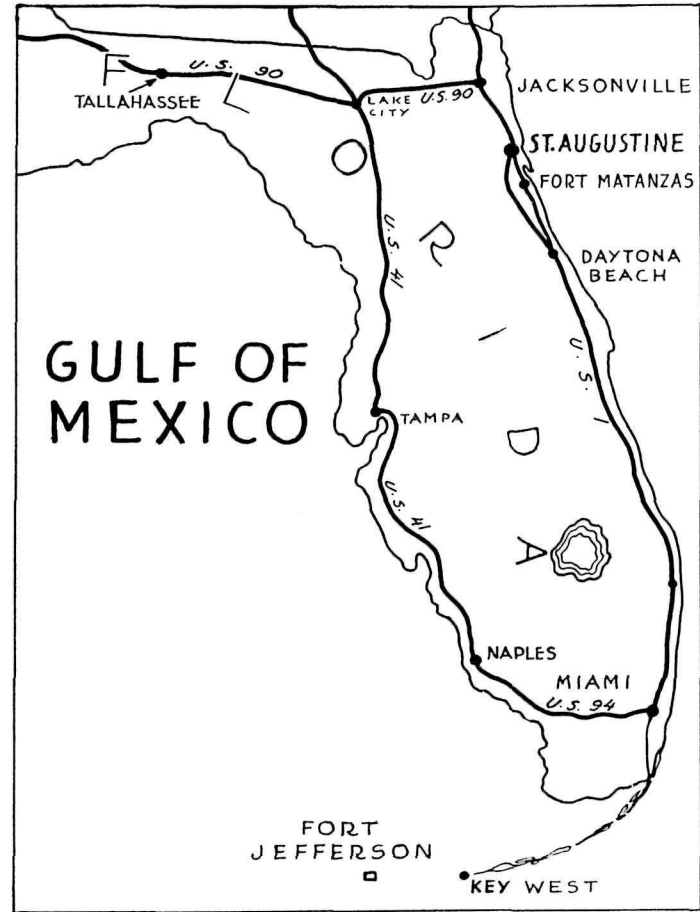 U.S. 90
TALLAHASSEE
LAKE
CITY
U.S. 90
JACKSONVILLE
ST. AUGUSTINE
FORT MATANZAS
DAYTONA
BEACH
FLORIDA
U.S. 41
U.S. 1
GULF OF
MEXICO
TAMPA
U.S. 41
NAPLES
MIAMI
U.S. 94
FORT
JEFFERSON
KEY WEST